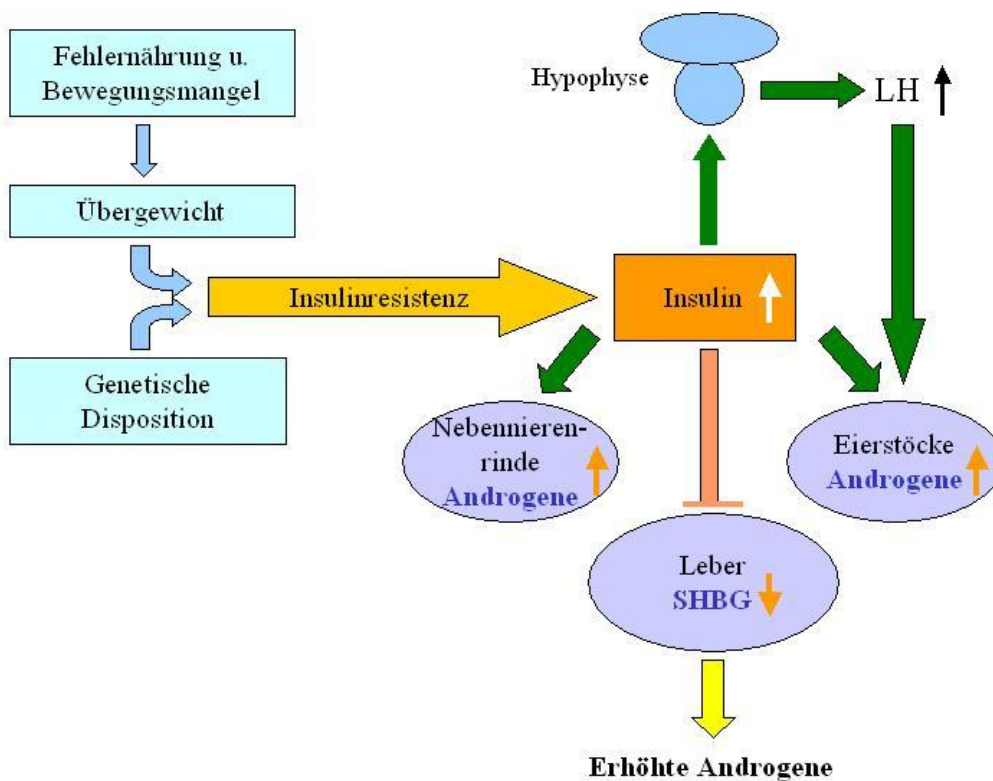 Fehlernährung u.
Bewegungsmangel
Übergewicht
Genetische
Disposition
Insulinresistenz
Hypophyse
LH
Insulin
Nebennieren-
rinde
Androgene
Eierstöcke
Androgene
Leber
SHBG
Erhöhte Androgene